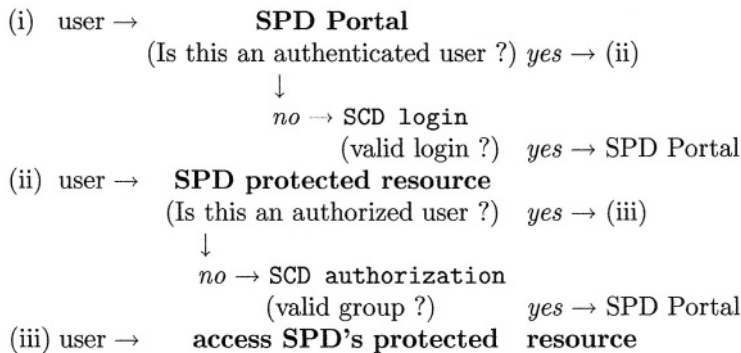 (i) user → SPD Portal
(Is this an authenticated user ?) yes → (ii)
↓
no → SCD login
(valid login ?) yes → SPD Portal
(ii) user → SPD protected resource
(Is this an authorized user ?) yes → (iii)
↓
no → SCD authorization
(valid group ?) yes → SPD Portal
(iii) user → access SPD's protected resource